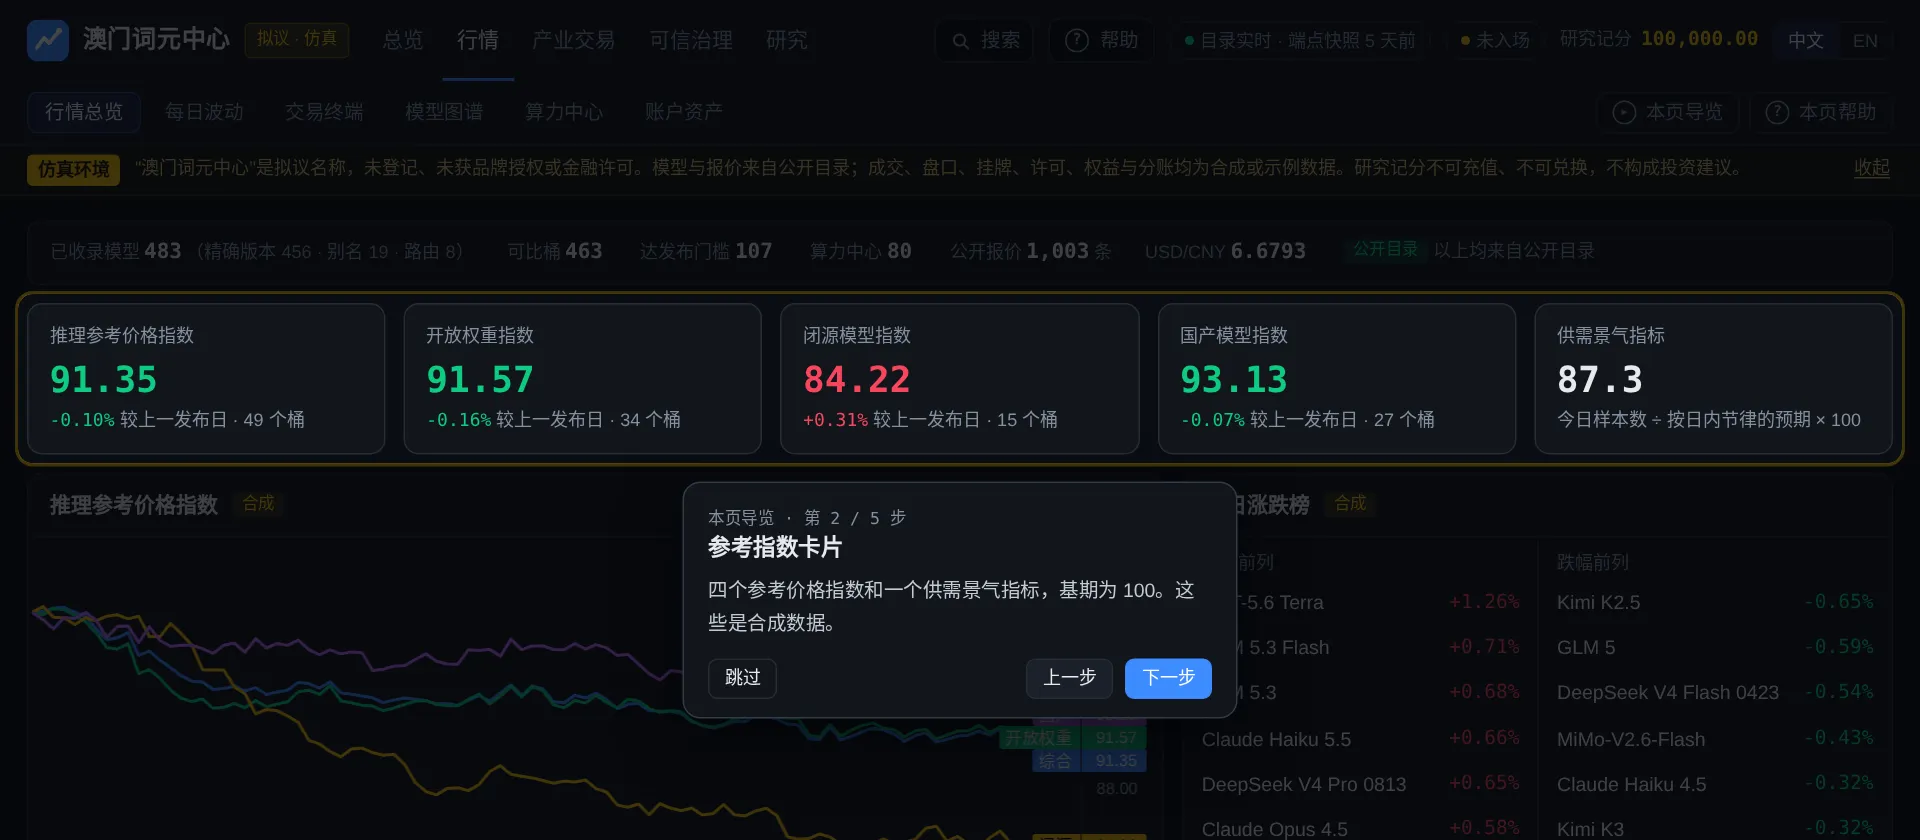 澳门词元中心 拟议 · 仿真 总览 行情 产业交易 可信治理 研究 搜索 帮助 目录实时 · 端点快照 5 天前 未入场 研究记分 100,000.00 中文 EN
行情总览 每日波动 交易终端 模型图谱 算力中心 账户资产 本页导览 本页帮助
仿真环境 "澳门词元中心"是拟议名称，未登记、未获品牌授权或金融许可。模型与报价来自公开目录；成交、盘口、挂牌、许可、权益与分账均为合成或示例数据。研究记分不可充值、不可兑换，不构成投资建议。 收起
已收录模型 483 （精确版本 456 · 别名 19 · 路由 8） 可比桶 463 达发布门槛 107 算力中心 80 公开报价 1,003 条 USD/CNY 6.6793 公开目录 以上均来自公开目录
推理参考价格指数 开放权重指数 闭源模型指数 国产模型指数 供需景气指标
91.35 91.57 84.22 93.13 87.3
-0.10% 较上一发布日 · 49 个桶 -0.16% 较上一发布日 · 34 个桶 +0.31% 较上一发布日 · 15 个桶 -0.07% 较上一发布日 · 27 个桶 今日样本数 ÷ 按日内节律的预期 × 100
推理参考价格指数 合成
本页导览 · 第 2 / 5 步
参考指数卡片
四个参考价格指数和一个供需景气指标，基期为 100。这
些是合成数据。
跳过 上一步 下一步
开放权重 91.57
综合 91.35
88.00
日涨跌榜 合成
前列 跌幅前列
-5.6 Terra +1.26% Kimi K2.5 -0.65%
5.3 Flash +0.71% GLM 5 -0.59%
5.3 +0.68% DeepSeek V4 Flash 0423 -0.54%
Claude Haiku 5.5 +0.66% MiMo-V2.6-Flash -0.43%
DeepSeek V4 Pro 0813 +0.65% Claude Haiku 4.5 -0.32%
Claude Opus 4.5 +0.58% Kimi K3 -0.32%